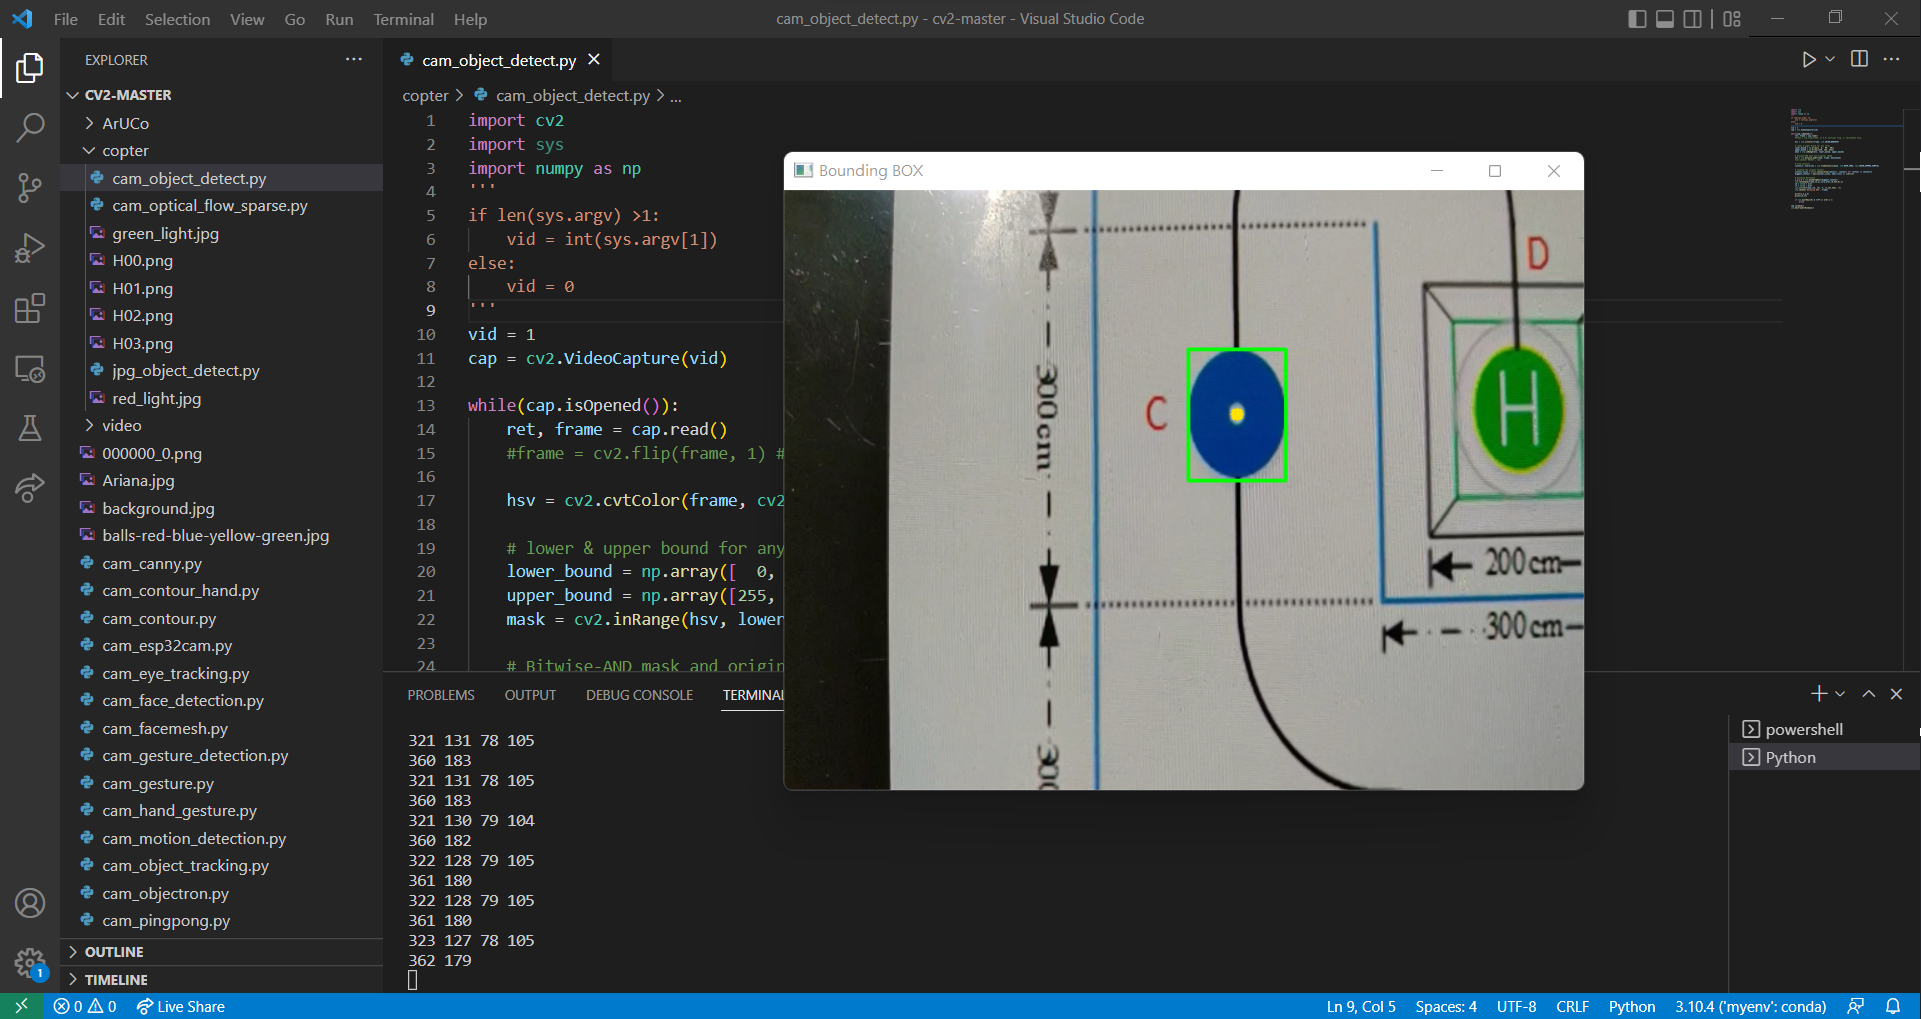 File Edit Selection View Go Run Terminal Help
cam_object_detect.py - cv2-master - Visual Studio Code
EXPLORER
CV2-MASTER
ArUCo
copter
cam_object_detect.py
cam_optical_flow_sparse.py
green_light.jpg
H00.png
H01.png
H02.png
H03.png
jpg_object_detect.py
red_light.jpg
video
000000_0.png
Ariana.jpg
background.jpg
balls-red-blue-yellow-green.jpg
cam_canny.py
cam_contour_hand.py
cam_contour.py
cam_esp32cam.py
cam_eye_tracking.py
cam_face_detection.py
cam_facemesh.py
cam_gesture_detection.py
cam_gesture.py
cam_hand_gesture.py
cam_motion_detection.py
cam_object_tracking.py
cam_objectron.py
cam_pingpong.py
OUTLINE
TIMELINE
cam_object_detect.py
copter > cam_object_detect.py > ...
1 import cv2
2 import sys
3 import numpy as np
4 '''
5 if len(sys.argv) >1:
6 vid = int(sys.argv[1])
7 else:
8 vid = 0
9 '''
10 vid = 1
11 cap = cv2.VideoCapture(vid)
12
13 while(cap.isOpened()):
14 ret, frame = cap.read()
15 #frame = cv2.flip(frame, 1) #
16
17 hsv = cv2.cvtColor(frame, cv2
18
19 # lower & upper bound for any
20 lower_bound = np.array([ 0,
21 upper_bound = np.array([255,
22 mask = cv2.inRange(hsv, lower
23
24 # Bitwise-AND mask and origin
Bounding BOX
D
300cm
C
H
200cm
300cm
300
PROBLEMS OUTPUT DEBUG CONSOLE TERMINAL
321 131 78 105
360 183
321 131 78 105
360 183
321 130 79 104
360 182
322 128 79 105
361 180
322 128 79 105
361 180
323 127 78 105
362 179
powershell
Python
1
0 0 Live Share
Ln 9, Col 5 Spaces: 4 UTF-8 CRLF Python 3.10.4 ('myenv': conda)